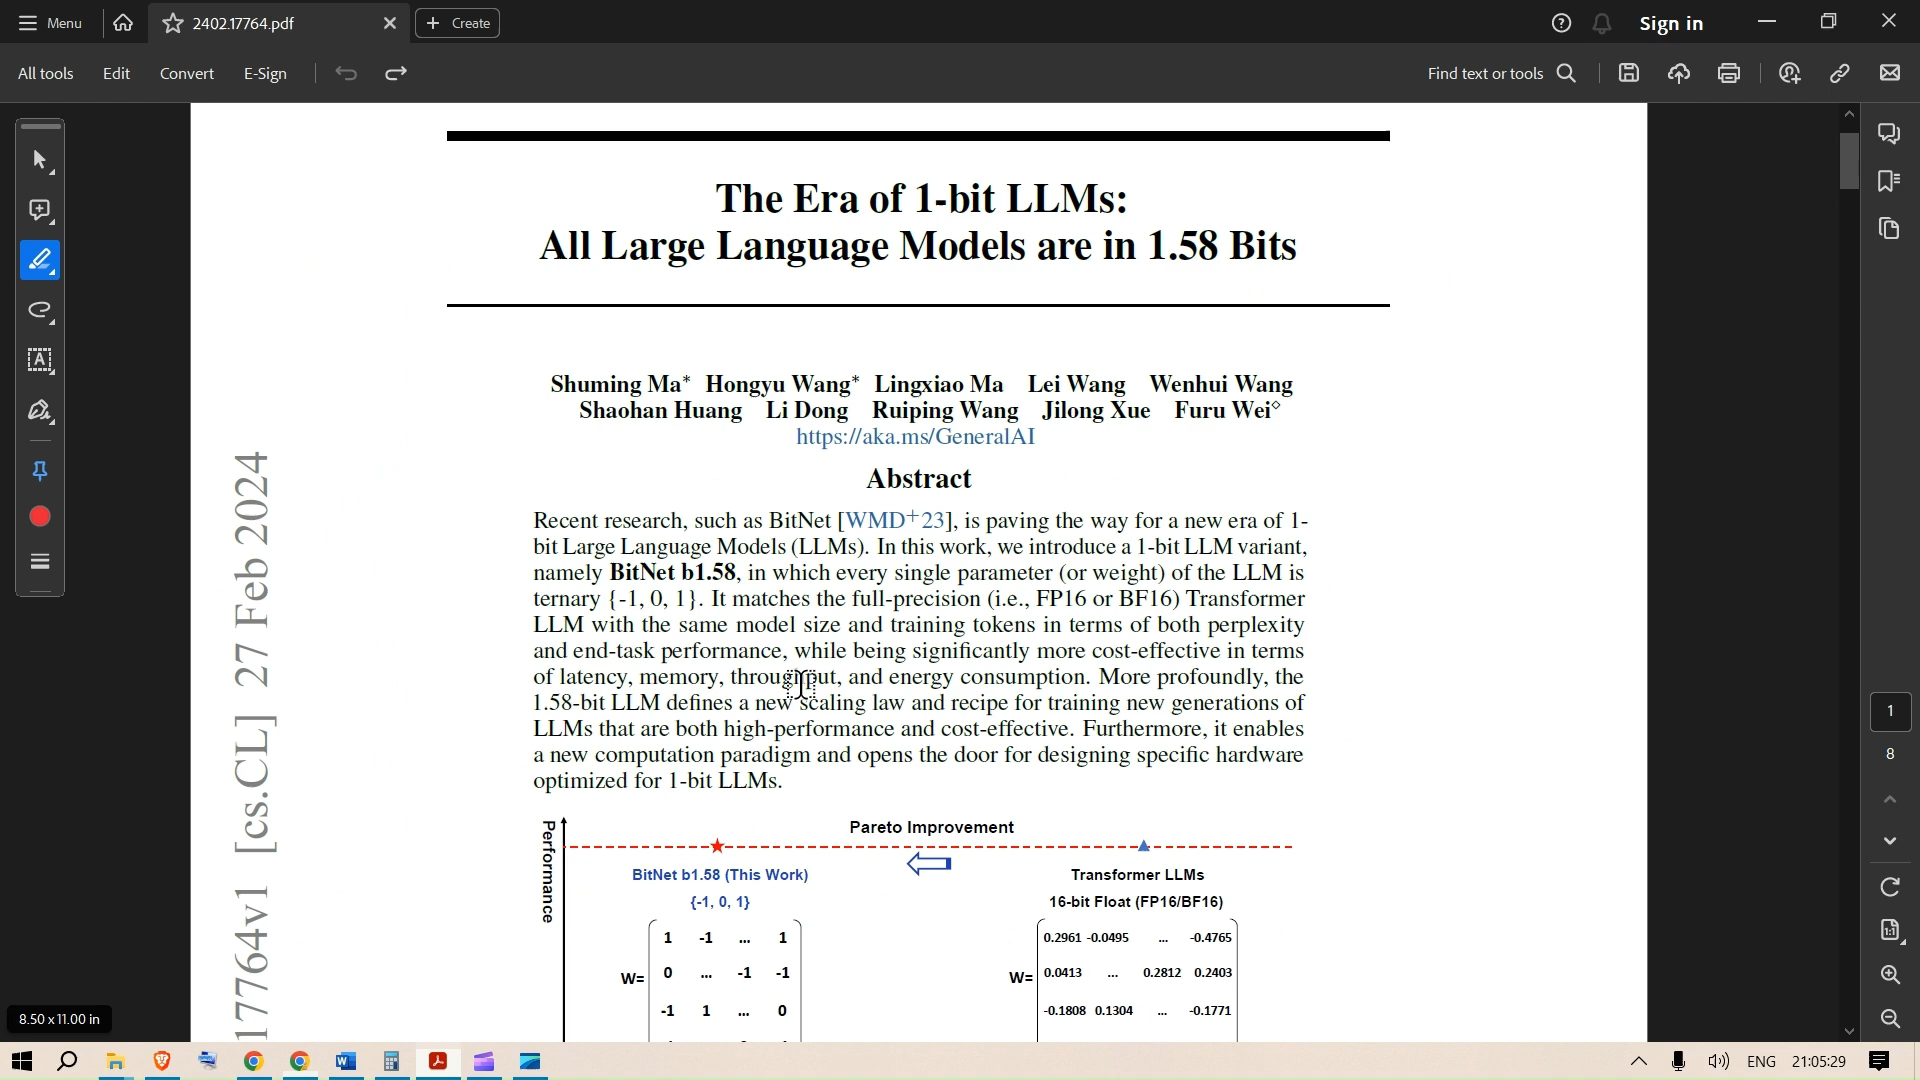 Menu
2402.17764.pdf
Create
Sign in
All tools
Edit
Convert
E-Sign
Find text or tools
The Era of 1-bit LLMs:
All Large Language Models are in 1.58 Bits
Shuming Ma* Hongyu Wang* Lingxiao Ma Lei Wang Wenhui Wang
Shaohan Huang Li Dong Ruiping Wang Jilong Xue Furu Wei⋄
https://aka.ms/GeneralAI
Abstract
Recent research, such as BitNet [WMD+23], is paving the way for a new era of 1-
bit Large Language Models (LLMs). In this work, we introduce a 1-bit LLM variant,
namely BitNet b1.58, in which every single parameter (or weight) of the LLM is
ternary {-1, 0, 1}. It matches the full-precision (i.e., FP16 or BF16) Transformer
LLM with the same model size and training tokens in terms of both perplexity
and end-task performance, while being significantly more cost-effective in terms
of latency, memory, throughput, and energy consumption. More profoundly, the
1.58-bit LLM defines a new scaling law and recipe for training new generations of
LLMs that are both high-performance and cost-effective. Furthermore, it enables
a new computation paradigm and opens the door for designing specific hardware
optimized for 1-bit LLMs.
17764v1 [cs.CL] 27 Feb 2024
Performance
Pareto Improvement
BitNet b1.58 (This Work)
{-1, 0, 1}
W=
1 -1 ... 1
0 ... -1 -1
-1 1 ... 0
Transformer LLMs
16-bit Float (FP16/BF16)
W=
0.2961 -0.0495 ... -0.4765
0.0413 ... 0.2812 0.2403
-0.1808 0.1304 ... -0.1771
1
8
8.50 x 11.00 in
ENG
21:05:29